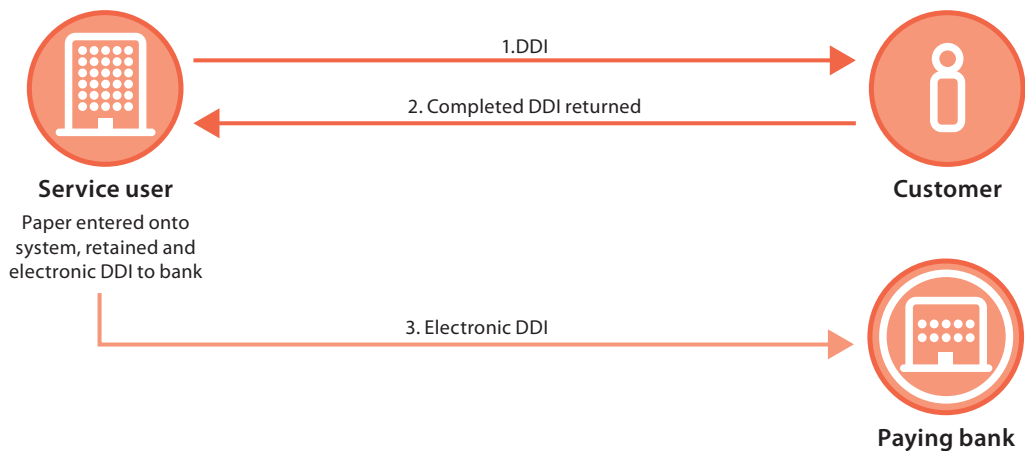 1.DDI
2. Completed DDI returned
Service user
Customer
Paper entered onto
system, retained and
electronic DDI to bank
3. Electronic DDI
Paying bank